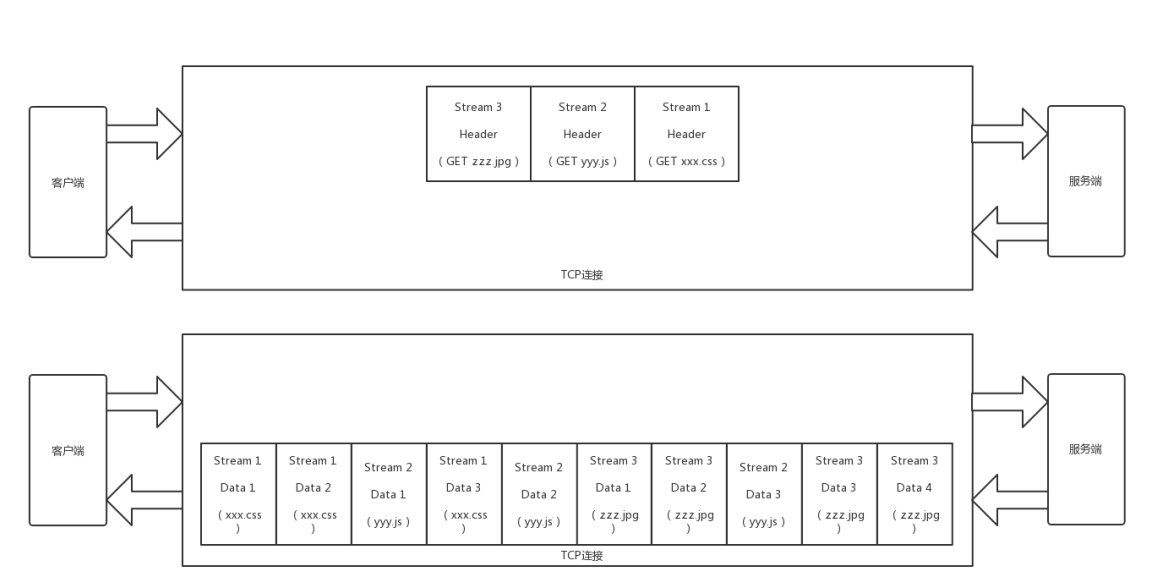 Stream 3
Header
( GET zzz.jpg )
Stream 2
Header
( GET yyy.js )
Stream 1
Header
( GET xxx.css )
客户端
服务端
TCP连接
客户端
服务端
Stream 1
Data 1
( xxx.css
)
Stream 1
Data 2
( xxx.css
)
Stream 2
Data 1
( yyy.js )
Stream 1
Data 3
( xxx.css
)
Stream 2
Data 2
( yyy.js )
Stream 3
Data 1
( zzz.jpg
)
Stream 3
Data 2
( zzz.jpg
)
Stream 2
Data 3
( yyy.js )
Stream 3
Data 3
( zzz.jpg
)
Stream 3
Data 4
( zzz.jpg
)
TCP连接